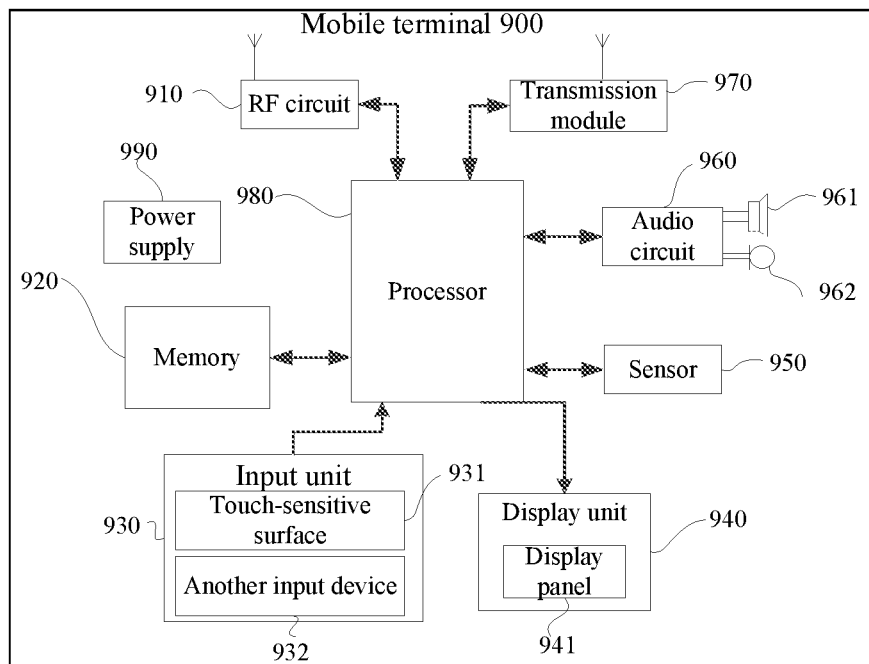 Mobile terminal 900
910
RF circuit
Transmission
module
970
990
Power
supply
980
Processor
960
Audio
circuit
961
962
920
Memory
Sensor
950
Input unit
931
Touch-sensitive
surface
930
Another input device
932
Display unit
940
Display
panel
941